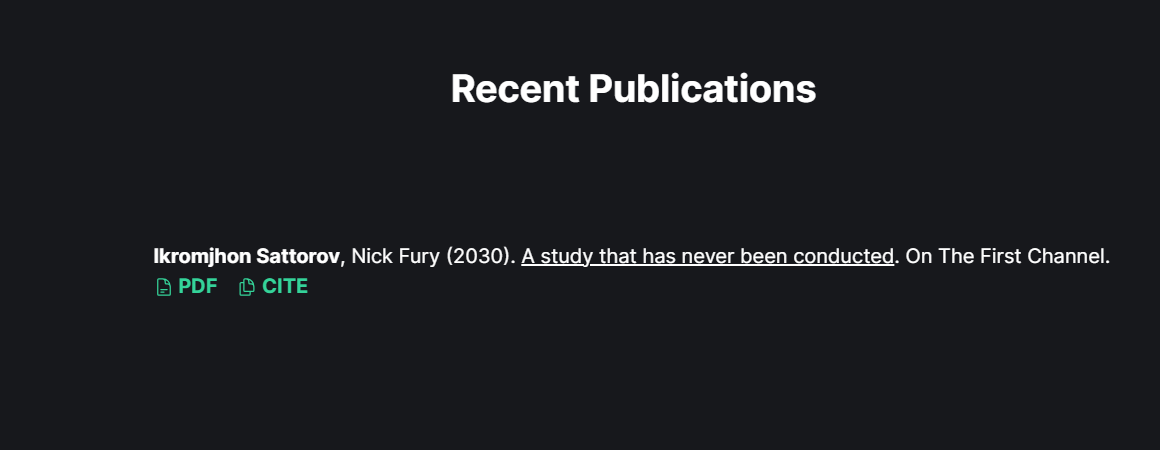 Recent Publications
Ikromjhon Sattorov, Nick Fury (2030). A study that has never been conducted. On The First Channel.
PDF CITE